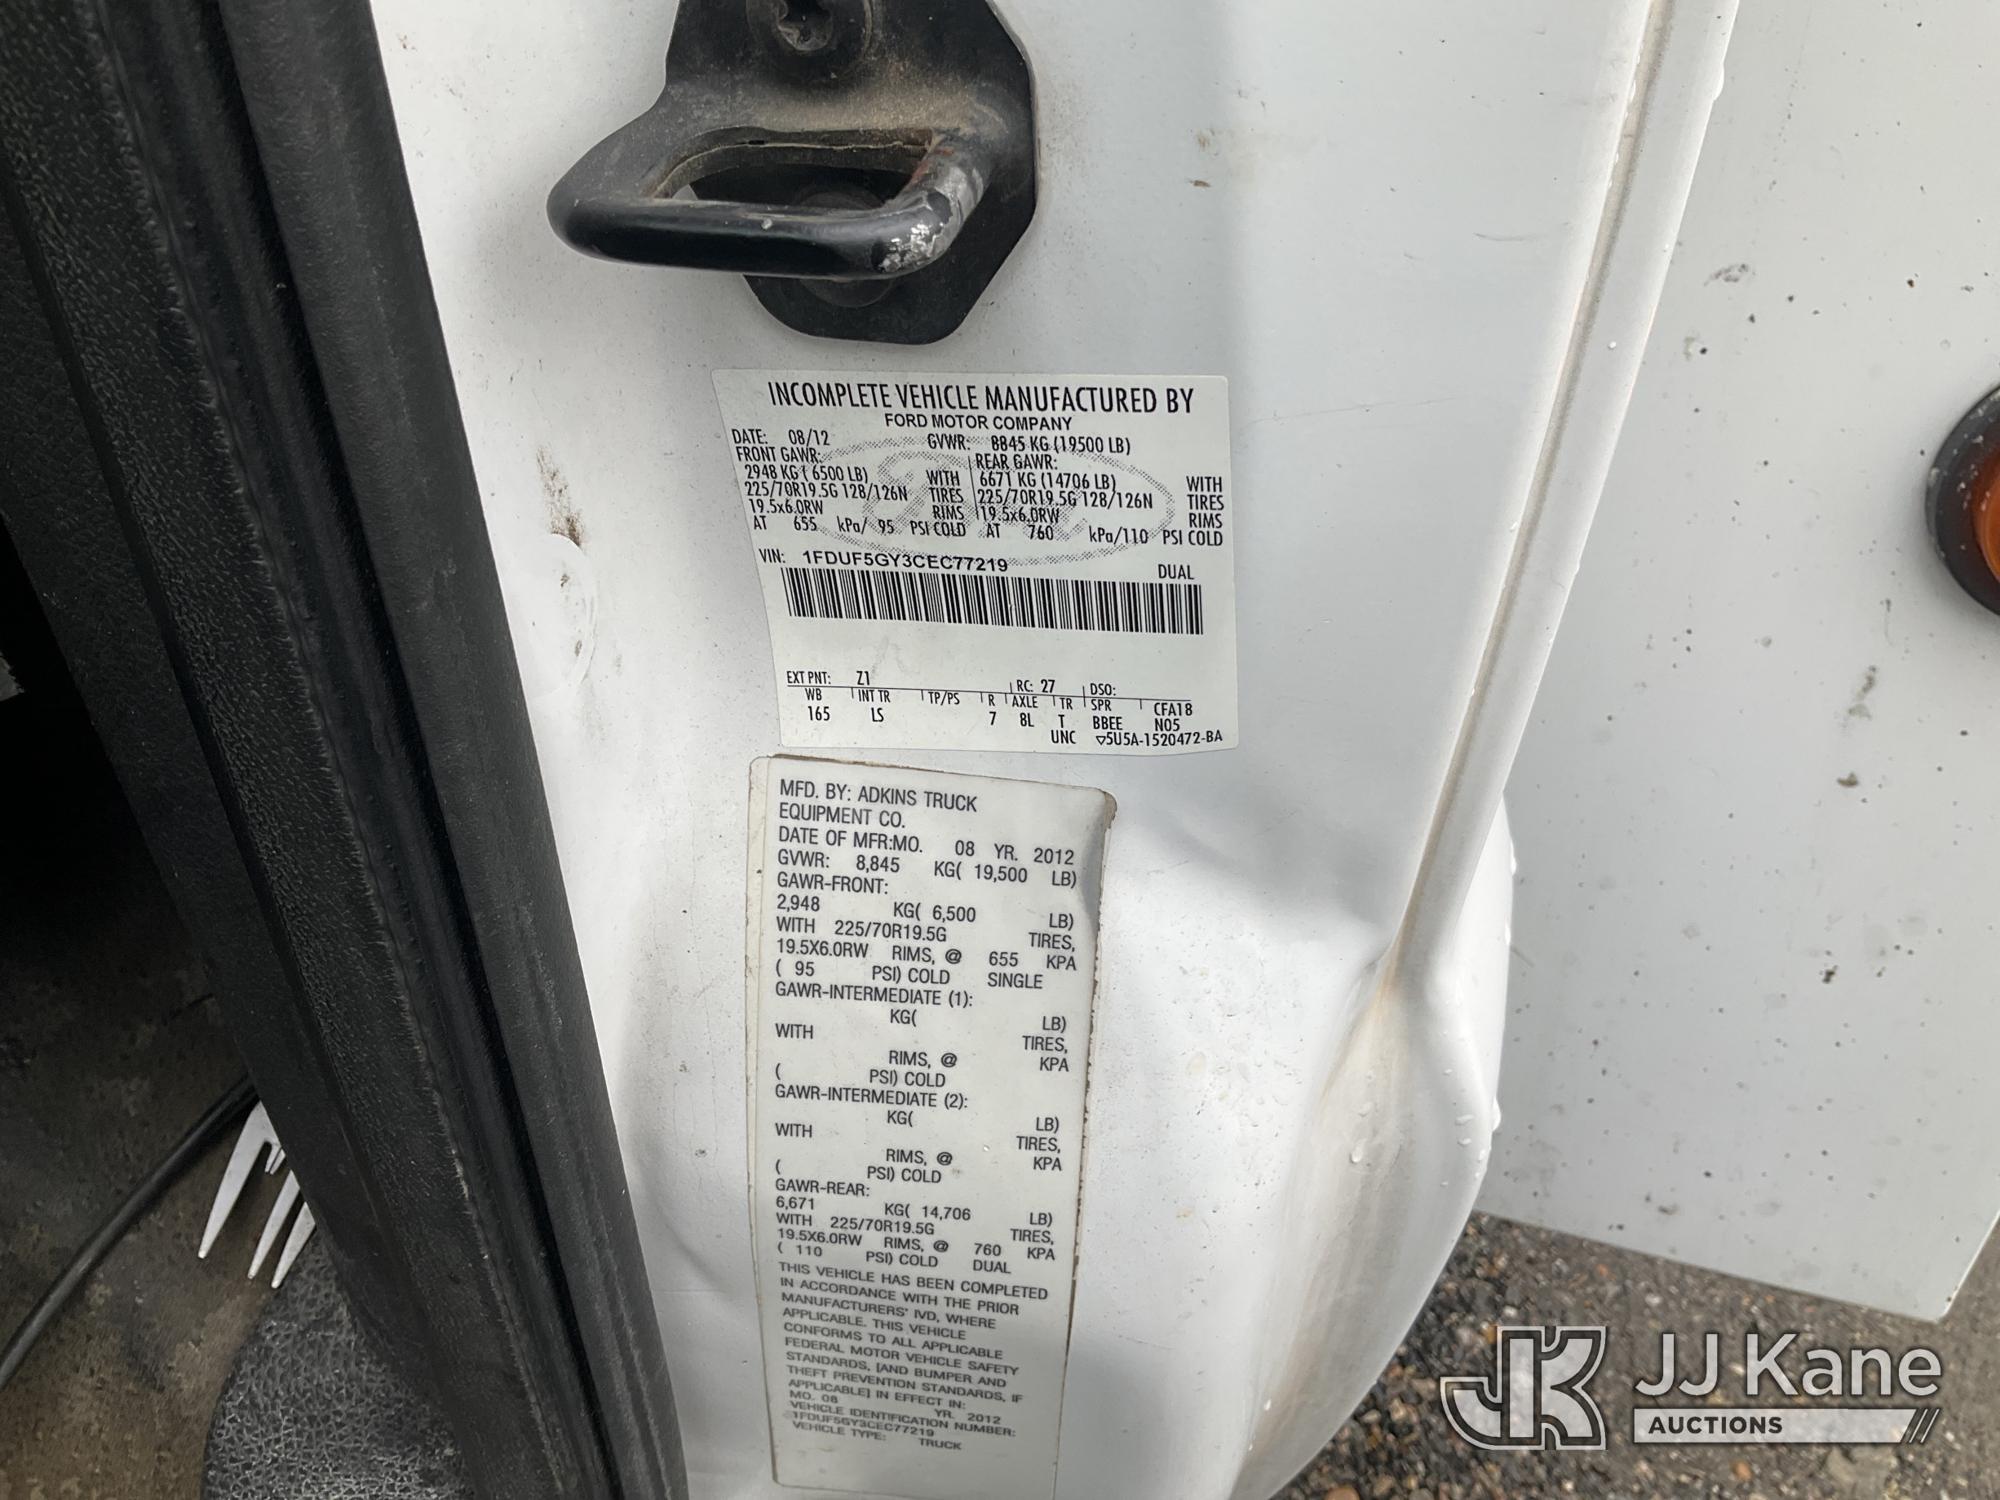 INCOMPLETE VEHICLE MANUFACTURED BY
FORD MOTOR COMPANY
DATE: 08/12 GVWR: 8845 KG (19500 LB)
FRONT GAWR: REAR GAWR:
2948 KG ( 6500 LB) WITH 6671 KG (14706 LB) WITH
225/70R19.5G 128/126N TIRES 225/70R19.5G 128/126N TIRES
19.5x6.0RW RIMS 19.5x6.0RW RIMS
AT 655 kPa/ 95 PSI COLD AT 760 kPa/110 PSI COLD
VIN: 1FDUF5GY3CEC77219 DUAL
EXT PNT: Z1 RC: 27 DSO:
WB INT TR TP/PS R AXLE TR SPR CFA18
165 LS 7 8L T BBEE N05
UNC ▽5U5A-1520472-BA
MFD. BY: ADKINS TRUCK
EQUIPMENT CO.
DATE OF MFR:MO. 08 YR. 2012
GVWR: 8,845 KG( 19,500 LB)
GAWR-FRONT:
2,948 KG( 6,500 LB)
WITH 225/70R19.5G TIRES,
19.5X6.0RW RIMS, @ 655 KPA
( 95 PSI) COLD SINGLE
GAWR-INTERMEDIATE (1):
KG( LB)
WITH TIRES,
RIMS, @ KPA
( PSI) COLD
GAWR-INTERMEDIATE (2):
KG( LB)
WITH TIRES,
RIMS, @ KPA
( PSI) COLD
GAWR-REAR:
6,671 KG( 14,706 LB)
WITH 225/70R19.5G TIRES,
19.5X6.0RW RIMS, @ 760 KPA
( 110 PSI) COLD DUAL
THIS VEHICLE HAS BEEN COMPLETED
IN ACCORDANCE WITH THE PRIOR
MANUFACTURERS' IVD, WHERE
APPLICABLE. THIS VEHICLE
CONFORMS TO ALL APPLICABLE
FEDERAL MOTOR VEHICLE SAFETY
STANDARDS, [AND BUMPER AND
THEFT PREVENTION STANDARDS, IF
APPLICABLE] IN EFFECT IN:
MO. 08 YR. 2012
VEHICLE IDENTIFICATION NUMBER:
1FDUF5GY3CEC77219
VEHICLE TYPE: TRUCK
JK JJ Kane
AUCTIONS